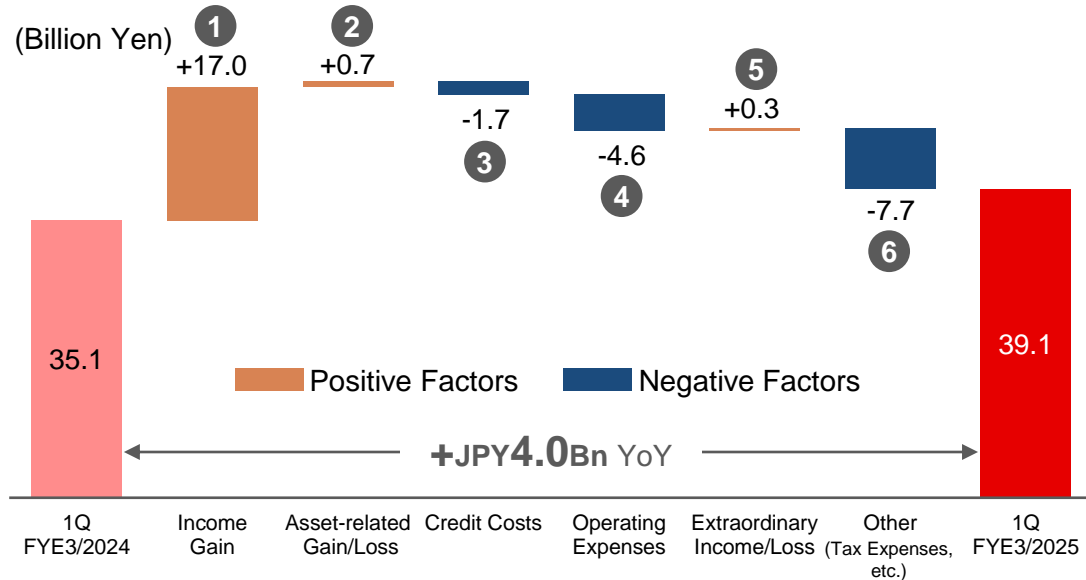 (Billion Yen)
1
+17.0
2
+0.7
-1.7
3
-4.6
4
5
+0.3
-7.7
6
35.1
39.1
Positive Factors
Negative Factors
+JPY4.0Bn YoY
1Q
FYE3/2024
Income
Gain
Asset-related
Gain/Loss
Credit Costs
Operating
Expenses
Extraordinary
Income/Loss
Other
(Tax Expenses,
etc.)
1Q
FYE3/2025